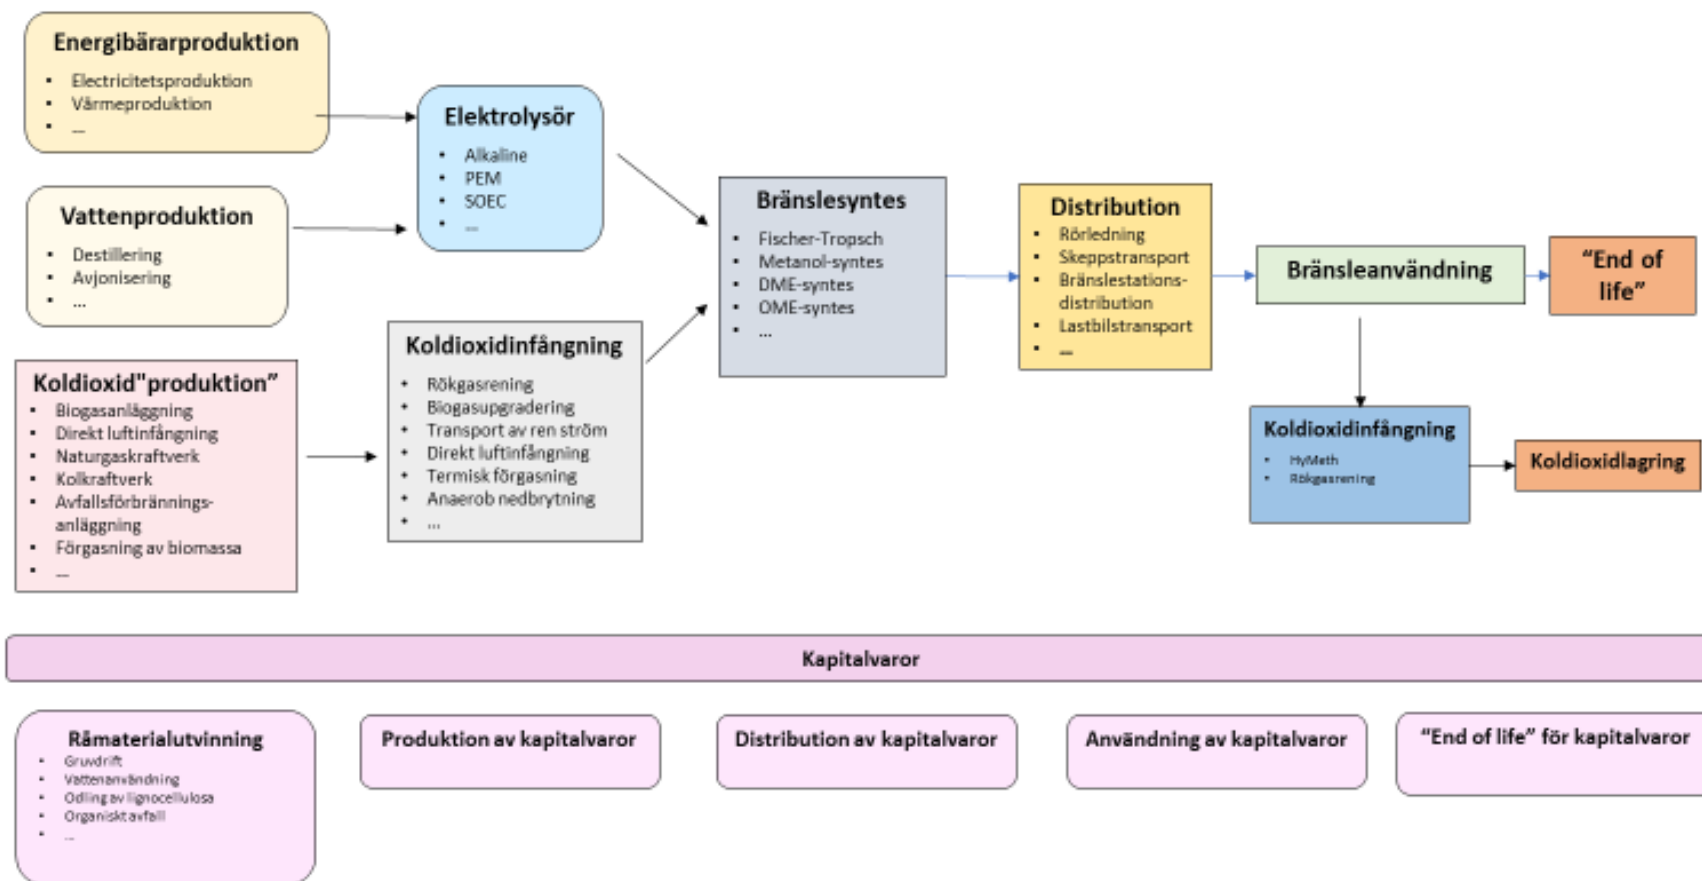 Energibärarproduktion
Electricitetsproduktion
Värmeproduktion
...
Vattenproduktion
Destillering
Avjonisering
...
Koldioxid"produktion”
Biogasanläggning
Direkt luftinfångning
Naturgaskraftverk
Kolkraftverk
Avfallsförbrännings-
anläggning
Förgasning av biomassa
...
Elektrolysör
Alkaline
PEM
SOEC
...
Koldioxidinfångning
Rökgasrening
Biogasupgradering
Transport av ren ström
Direkt luftinfångning
Termisk förgasning
Anaerob nedbrytning
...
Bränslesyntes
Fischer-Tropsch
Metanol-syntes
DME-syntes
OME-syntes
...
Distribution
Rörledning
Skeppstransport
Bränslestations-
distribution
Lastbilstransport
...
Bränsleanvändning
“End of
life”
Koldioxidinfångning
HyMeth
Rökgasrening
Koldioxidlagring
Kapitalvaror
Råmaterialutvinning
Gruvdrift
Vattenanvändning
Odling av lignocellulosa
Organiskt avfall
...
Produktion av kapitalvaror
Distribution av kapitalvaror
Användning av kapitalvaror
“End of life” för kapitalvaror